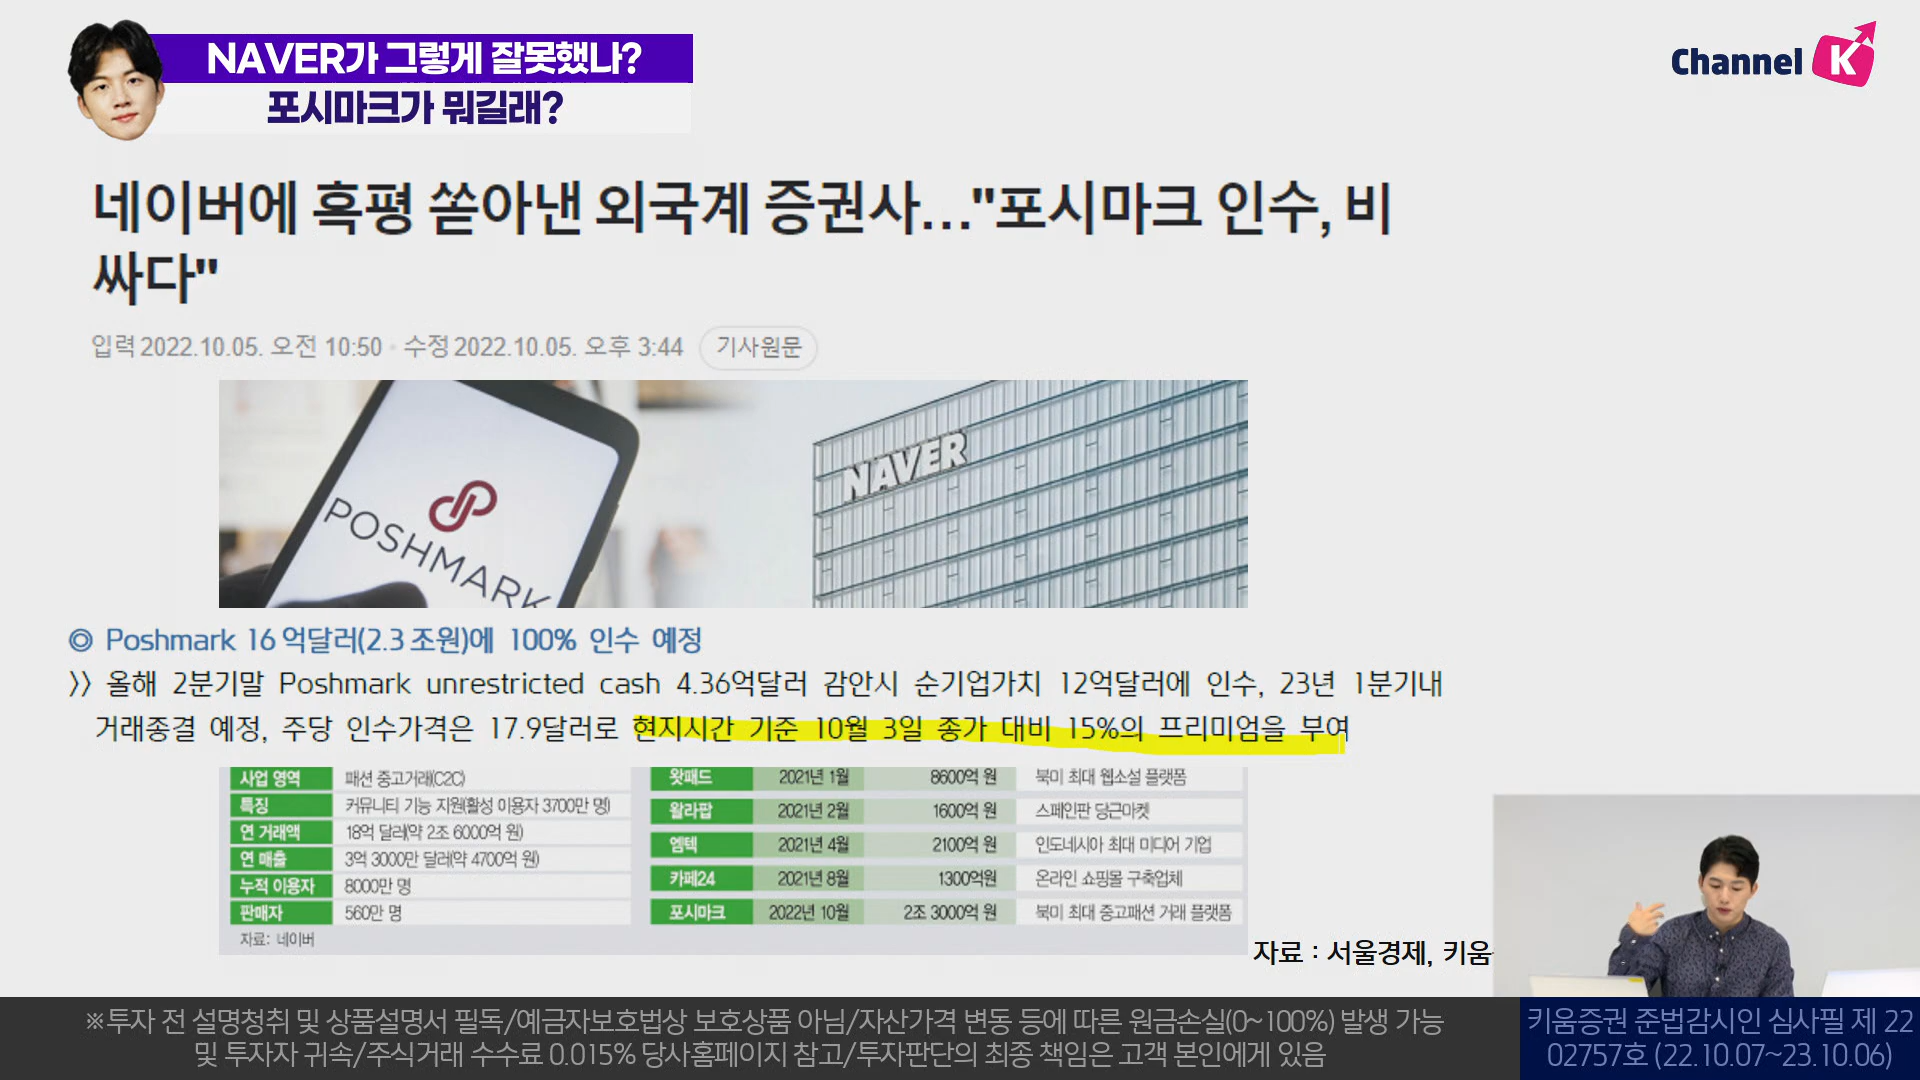 NAVER가 그렇게 잘못했나?
포시마크가 뭐길래?
Channel K
네이버에 혹평 쏟아낸 외국계 증권사…"포시마크 인수, 비
싸다"
입력 2022.10.05. 오전 10:50 · 수정 2022.10.05. 오후 3:44 기사원문
POSHMARK
NAVER
◎ Poshmark 16억달러(2.3조원)에 100% 인수 예정
》 올해 2분기말 Poshmark unrestricted cash 4.36억달러 감안시 순기업가치 12억달러에 인수, 23년 1분기내
거래종결 예정, 주당 인수가격은 17.9달러로 현지시간 기준 10월 3일 종가 대비 15%의 프리미엄을 부여
사업 영역 패션 중고거래(C2C)
특징 커뮤니티 기능 지원(활성 이용자 3700만 명)
연 거래액 18억 달러(약 2조 6000억 원)
연 매출 3억 3000만 달러(약 4700억 원)
누적 이용자 8000만 명
판매자 560만 명
자료: 네이버
왓패드 2021년 1월 8600억 원 북미 최대 웹소설 플랫폼
왈라팝 2021년 2월 1600억 원 스페인판 당근마켓
엠텍 2021년 4월 2100억 원 인도네시아 최대 미디어 기업
카페24 2021년 8월 1300억원 온라인 쇼핑몰 구축업체
포시마크 2022년 10월 2조 3000억 원 북미 최대 중고패션 거래 플랫폼
자료 : 서울경제, 키움
※투자 전 설명청취 및 상품설명서 필독/예금자보호법상 보호상품 아님/자산가격 변동 등에 따른 원금손실(0~100%) 발생 가능
및 투자자 귀속/주식거래 수수료 0.015% 당사홈페이지 참고/투자판단의 최종 책임은 고객 본인에게 있음
키움증권 준법감시인 심사필 제 22
02757호 (22.10.07~23.10.06)